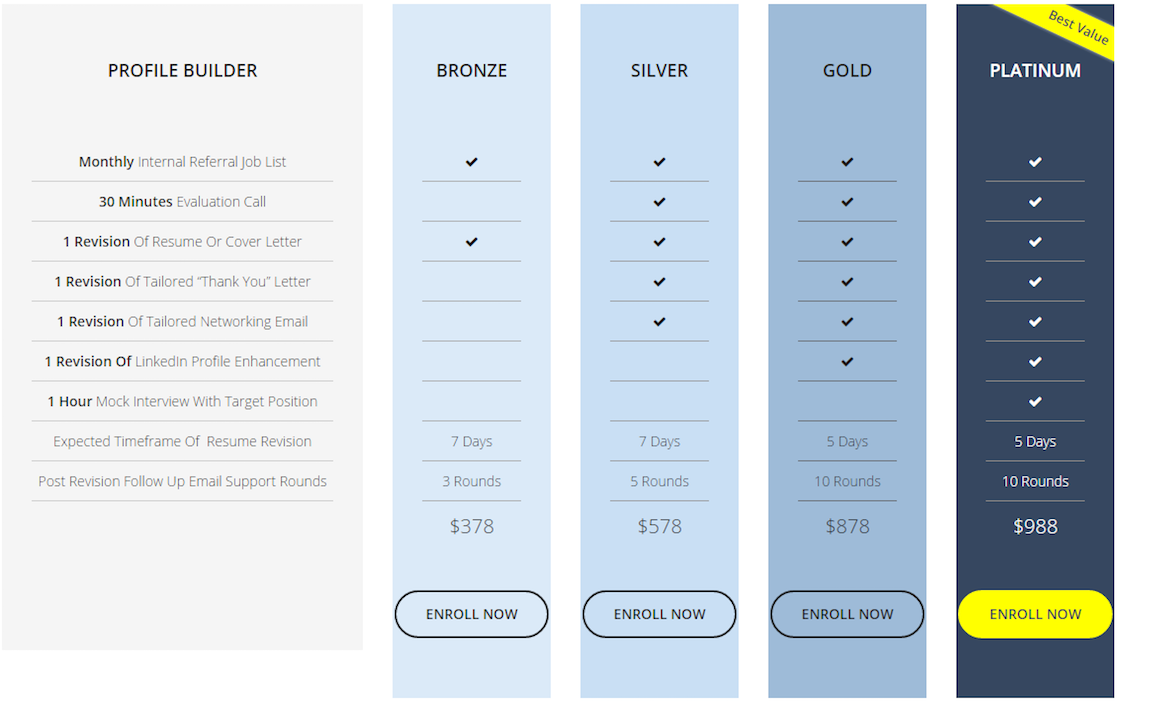 Best Value
PROFILE BUILDER BRONZE SILVER GOLD PLATINUM
Monthly Internal Referral Job List
30 Minutes Evaluation Call
1 Revision Of Resume Or Cover Letter
1 Revision Of Tailored “Thank You” Letter
1 Revision Of Tailored Networking Email
1 Revision Of LinkedIn Profile Enhancement
1 Hour Mock Interview With Target Position
Expected Timeframe Of Resume Revision 7 Days 7 Days 5 Days 5 Days
Post Revision Follow Up Email Support Rounds 3 Rounds 5 Rounds 10 Rounds 10 Rounds
$378 $578 $878 $988
ENROLL NOW ENROLL NOW ENROLL NOW ENROLL NOW